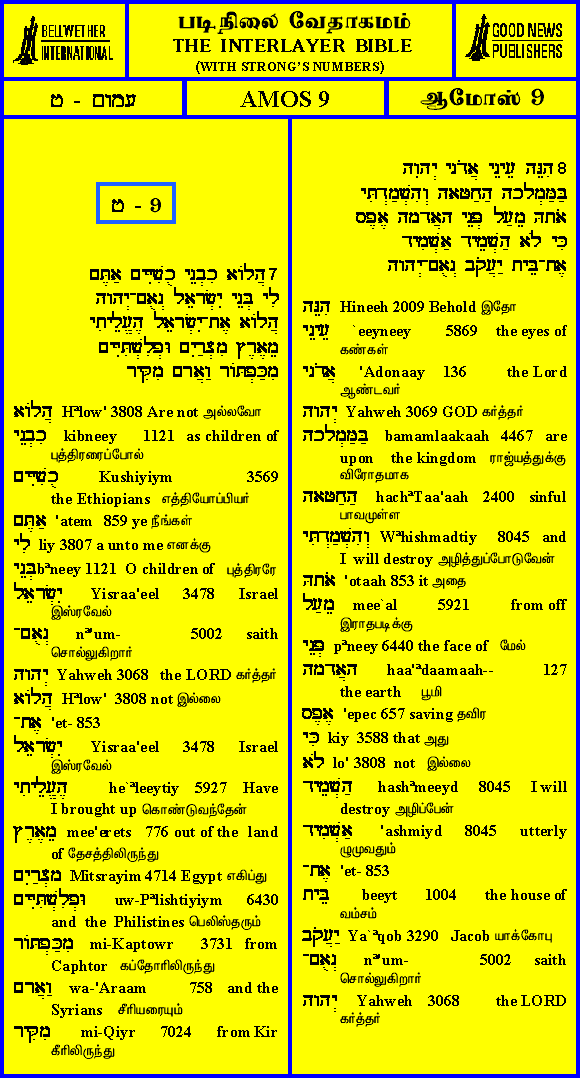 BELLWETHER
INTERNATIONAL
படிநிலை வேதாகமம்
THE INTERLAYER BIBLE
(WITH STRONG'S NUMBERS)
GOOD NEWS
PUBLISHERS
עמום - ט
AMOS 9
ஆமோஸ் 9
ט - 9
7 הֲלוֹא כִבְנֵי כֻשִׁיִּים אַתֶּם
לִי בְּנֵי יִשְׂרָאֵל נְאֻם־יְהוָה
הֲלוֹא אֶת־יִשְׂרָאֵל הֶעֱלֵיתִי
מֵאֶרֶץ מִצְרַיִם וּפְלִשְׁתִּיִּים
מִכַּפְתּוֹר וַאֲרָם מִקִּיר
הֲלוֹא Hªlow' 3808 Are not அல்லவோ
כִבְנֵי kibneey 1121 as children of
புத்திரரைப்போல்
כֻשִׁיִּים Kushiyiym 3569
the Ethiopians எத்தியோப்பியர்
אַתֶּם 'atem 859 ye நீங்கள்
לִי liy 3807 a unto me எனக்கு
בְּנֵי bªneey 1121 O children of புத்திரரே
יִשְׂרָאֵל Yisraa'eel 3478 Israel
இஸ்ரவேல்
נְאֻם־ nª'um- 5002 saith
சொல்லுகிறார்
יהוה Yahweh 3068 the LORD கர்த்தர்
הֲלוֹא Hªlow' 3808 not இல்லை
אֶת־ 'et- 853
יִשְׂרָאֵל Yisraa'eel 3478 Israel
இஸ்ரவேல்
הֶעֱלֵיתִי he`ªleeytiy 5927 Have
I brought up கொண்டுவந்தேன்
מֵאֶרֶץ mee'erets 776 out of the land
of தேசத்திலிருந்து
מִצְרַיִם Mitsrayim 4714 Egypt எகிப்து
וּפְלִשְׁתִּיִּים uw-Pªlishtiyiym 6430
and the Philistines பெலிஸ்தரும்
מִכַּפְתּוֹר mi-Kaptowr 3731 from
Caphtor கப்தோரிலிருந்து
וַאֲרָם wa-'Araam 758 and the
Syrians சீரியரையும்
מִקִּיר mi-Qiyr 7024 from Kir
கீரிலிருந்து
8 הִנֵּה עֵינֵי אֲדֹנָי יְהוִה
בַּמַּמְלָכָה הַחַטָּאָה וְהִשְׁמַדְתִּי
אֹתָהּ מֵעַל פְּנֵי הָאֲדָמָה אֶפֶס
כִּי לֹא הַשְׁמֵיד אַשְׁמִיד
אֶת־בֵּית יַעֲקֹב נְאֻם־יְהוָה
הִנֵּה Hineeh 2009 Behold இதோ
עֵינֵי `eeyneey 5869 the eyes of
கண்கள்
אֲדֹנָי 'Adonaay 136 the Lord
ஆண்டவர்
יְהוִה Yahweh 3069 GOD கர்த்தர்
בַּמַּמְלָכָה bamamlaakaah 4467 are
upon the kingdom ராஜ்யத்துக்கு
விரோதமாக
הַחַטָּאָה hachªTaa'aah 2400 sinful
பாவமுள்ள
וְהִשְׁמַדְתִּי Wªhishmadtiy 8045 and
I will destroy அழித்துப்போடுவேன்
אֹתָהּ 'otaah 853 it அதை
מֵעַל mee`al 5921 from off
இராதபடிக்கு
פְּנֵי pªneey 6440 the face of மேல்
הָאֲדָמָה haa'ªdaamaah-- 127
the earth பூமி
אֶפֶס 'epec 657 saving தவிர
כִּי kiy 3588 that அது
לֹא lo' 3808 not இல்லை
הַשְׁמֵיד hashªmeeyd 8045 I will
destroy அழிப்பேன்
אַשְׁמִיד 'ashmiyd 8045 utterly
முழுவதும்
אֶת־ 'et- 853
בֵּית beeyt 1004 the house of
வம்சம்
יַעֲקֹב Ya`ªqob 3290 Jacob யாக்கோபு
נְאֻם־ nª'um- 5002 saith
சொல்லுகிறார்
יְהוָה Yahweh 3068 the LORD
கர்த்தர்